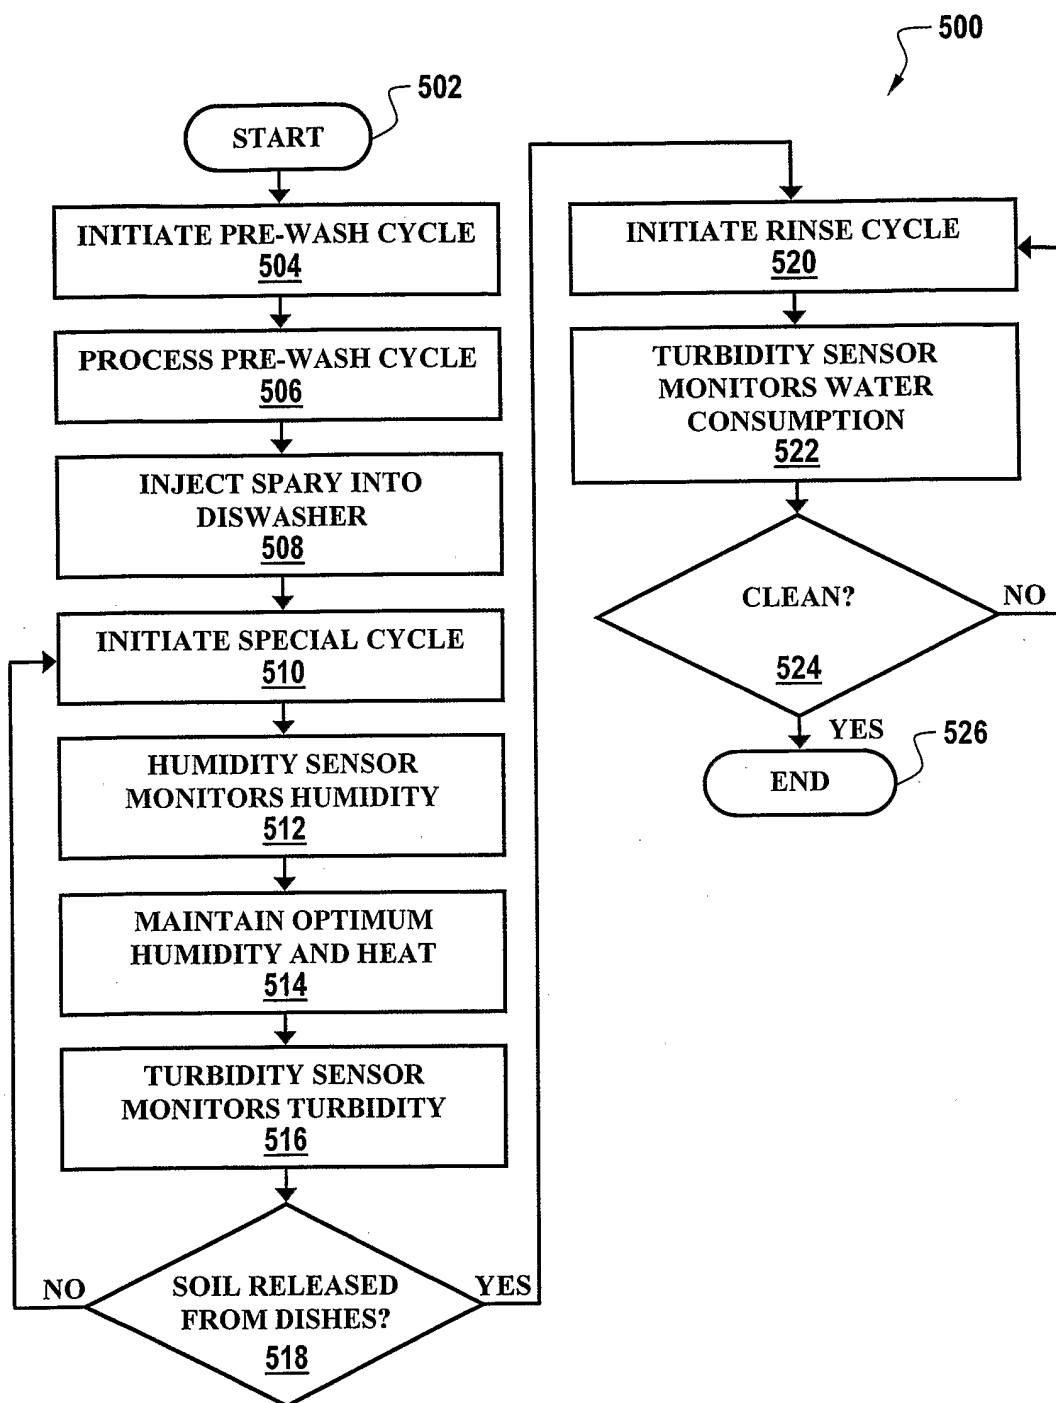 500
502
START
INITIATE PRE-WASH CYCLE
504
PROCESS PRE-WASH CYCLE
506
INJECT SPARY INTO
DISWASHER
508
INITIATE SPECIAL CYCLE
510
HUMIDITY SENSOR
MONITORS HUMIDITY
512
MAINTAIN OPTIMUM
HUMIDITY AND HEAT
514
TURBIDITY SENSOR
MONITORS TURBIDITY
516
NO
SOIL RELEASED
FROM DISHES?
518
YES
INITIATE RINSE CYCLE
520
TURBIDITY SENSOR
MONITORS WATER
CONSUMPTION
522
CLEAN?
524
NO
YES
526
END